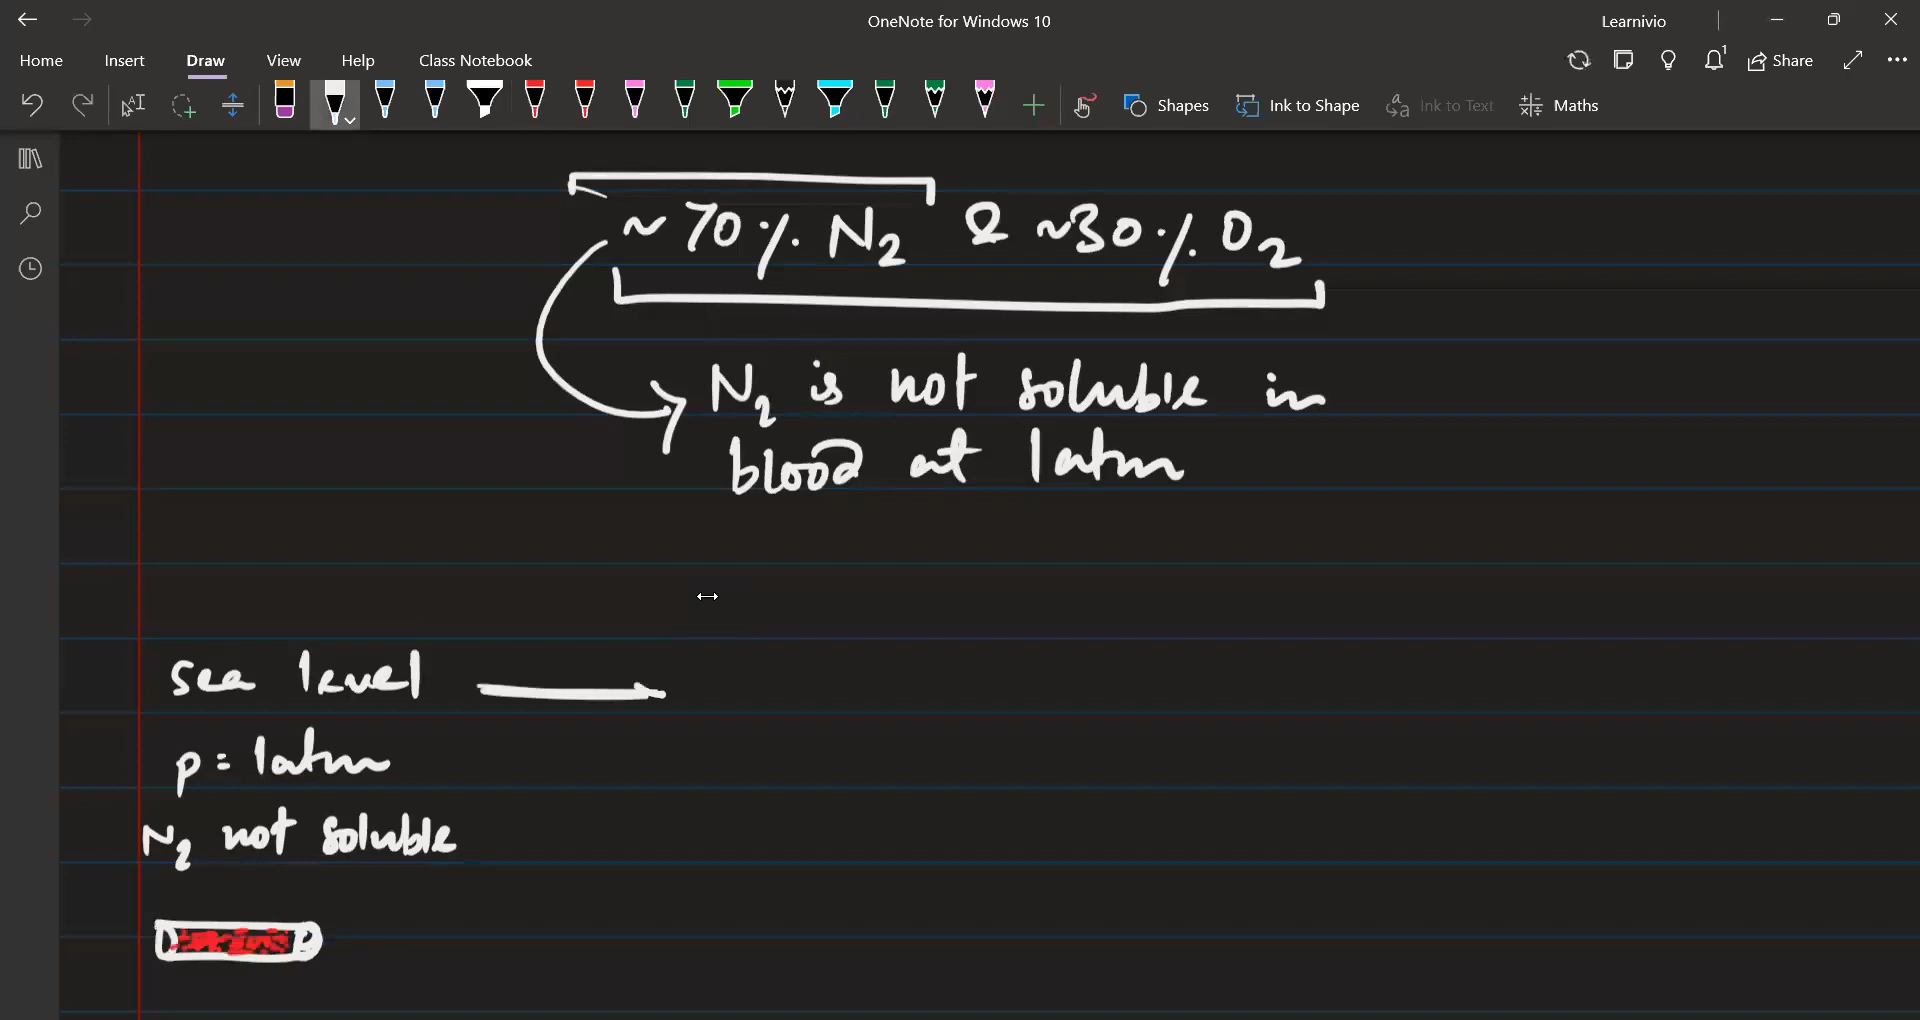 OneNote for Windows 10
Learnivio
Home Insert Draw View Help Class Notebook
1
Share
Shapes Ink to Shape Ink to Text Maths
~70% N2 & ~30% O2
N2 is not soluble in
blood at 1atm
sea level
p = 1atm
N2 not soluble